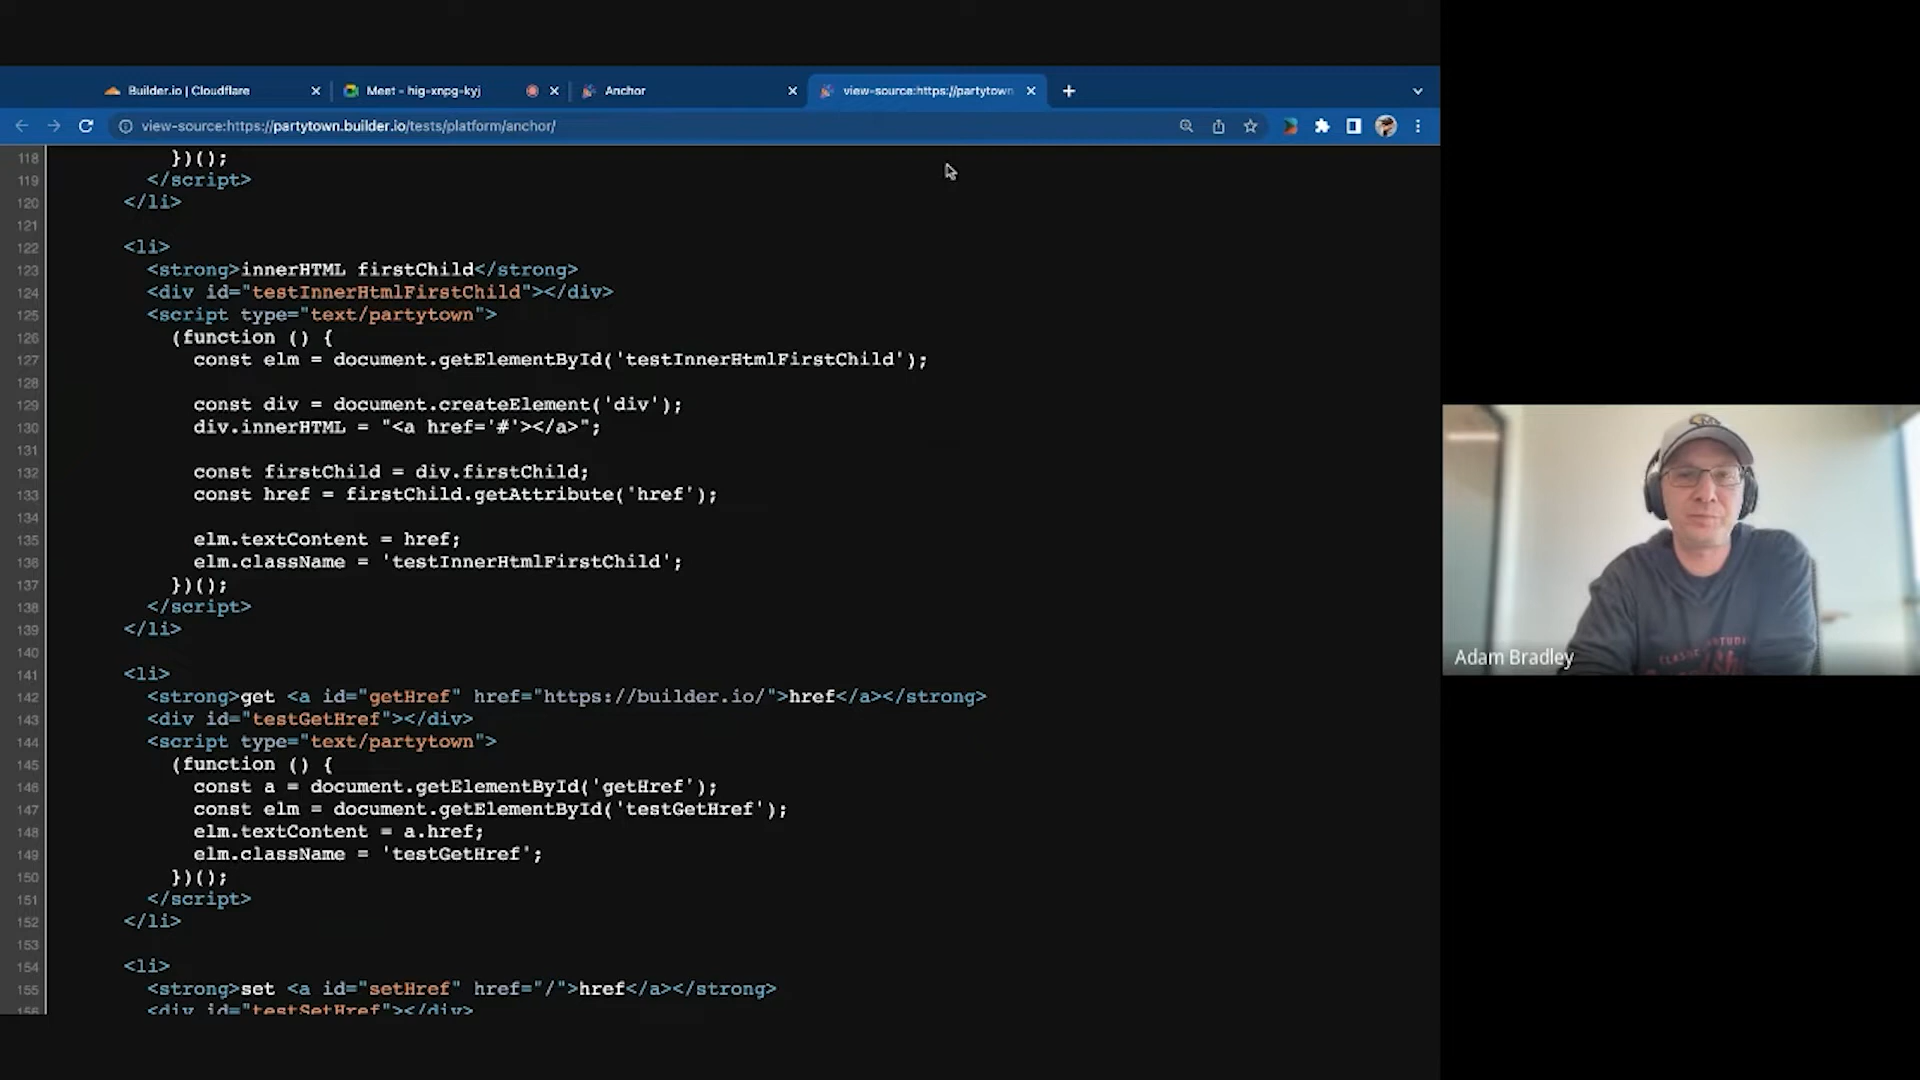 Builder.io | Cloudflare
Meet - hig-xnpg-kyj
Anchor
view-source:https://partytown
view-source:https://partytown.builder.io/tests/platform/anchor/
118 })();
119 </script>
120 </li>
121
122 <li>
123 <strong>innerHTML firstChild</strong>
124 <div id="testInnerHtmlFirstChild"></div>
125 <script type="text/partytown">
126 (function () {
127 const elm = document.getElementById('testInnerHtmlFirstChild');
128
129 const div = document.createElement('div');
130 div.innerHTML = "<a href='#'></a>";
131
132 const firstChild = div.firstChild;
133 const href = firstChild.getAttribute('href');
134
135 elm.textContent = href;
136 elm.className = 'testInnerHtmlFirstChild';
137 })();
138 </script>
139 </li>
140
141 <li>
142 <strong>get <a id="getHref" href="https://builder.io/">href</a></strong>
143 <div id="testGetHref"></div>
144 <script type="text/partytown">
145 (function () {
146 const a = document.getElementById('getHref');
147 const elm = document.getElementById('testGetHref');
148 elm.textContent = a.href;
149 elm.className = 'testGetHref';
150 })();
151 </script>
152 </li>
153
154 <li>
155 <strong>set <a id="setHref" href="/">href</a></strong>
156 <div id="testSetHref"></div>
Adam Bradley